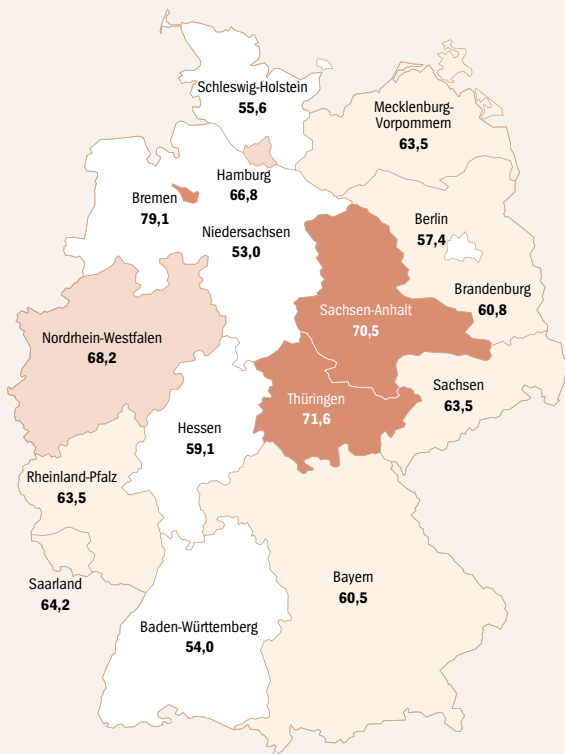 Schleswig-Holstein
55,6
Mecklenburg-
Vorpommern
63,5
Hamburg
66,8
Bremen
79,1
Niedersachsen
53,0
Berlin
57,4
Brandenburg
60,8
Sachsen-Anhalt
70,5
Nordrhein-Westfalen
68,2
Sachsen
63,5
Thüringen
71,6
Hessen
59,1
Rheinland-Pfalz
63,5
Saarland
64,2
Bayern
60,5
Baden-Württemberg
54,0